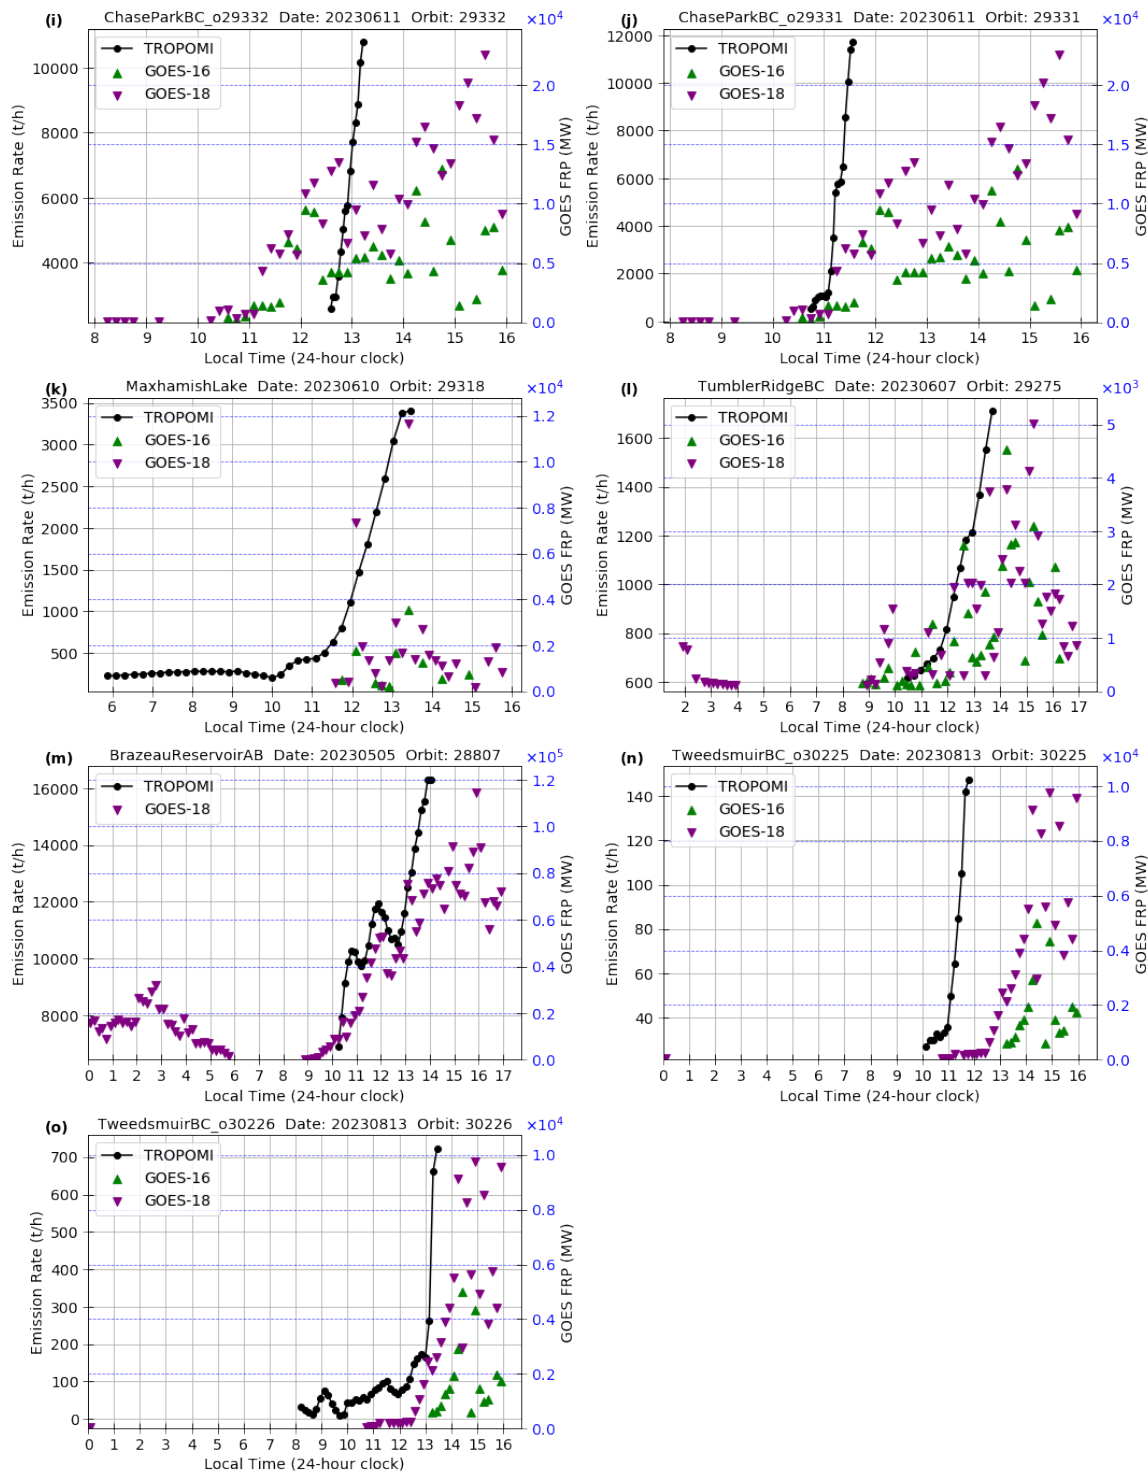 (i) ChaseParkBC_o29332 Date: 20230611 Orbit: 29332 ×10⁴
TROPOMI
GOES-16
GOES-18
10000
8000
6000
4000
Emission Rate (t/h)
2.0
1.5
1.0
0.5
0.0
GOES FRP (MW)
8 9 10 11 12 13 14 15 16
Local Time (24-hour clock)
(j) ChaseParkBC_o29331 Date: 20230611 Orbit: 29331 ×10⁴
TROPOMI
GOES-16
GOES-18
12000
10000
8000
6000
4000
2000
0
Emission Rate (t/h)
2.0
1.5
1.0
0.5
0.0
GOES FRP (MW)
8 9 10 11 12 13 14 15 16
Local Time (24-hour clock)
(k) MaxhamishLake Date: 20230610 Orbit: 29318 ×10⁴
TROPOMI
GOES-16
GOES-18
3500
3000
2500
2000
1500
1000
500
Emission Rate (t/h)
1.2
1.0
0.8
0.6
0.4
0.2
0.0
GOES FRP (MW)
6 7 8 9 10 11 12 13 14 15 16
Local Time (24-hour clock)
(l) TumblerRidgeBC Date: 20230607 Orbit: 29275 ×10³
TROPOMI
GOES-16
GOES-18
1600
1400
1200
1000
800
600
Emission Rate (t/h)
5
4
3
2
1
0
GOES FRP (MW)
2 3 4 5 6 7 8 9 10 11 12 13 14 15 16 17
Local Time (24-hour clock)
(m) BrazeauReservoirAB Date: 20230505 Orbit: 28807 ×10⁵
TROPOMI
GOES-18
16000
14000
12000
10000
8000
Emission Rate (t/h)
1.2
1.0
0.8
0.6
0.4
0.2
0.0
GOES FRP (MW)
0 1 2 3 4 5 6 7 8 9 10 11 12 13 14 15 16 17
Local Time (24-hour clock)
(n) TweedsmuirBC_o30225 Date: 20230813 Orbit: 30225 ×10⁴
TROPOMI
GOES-16
GOES-18
140
120
100
80
60
40
Emission Rate (t/h)
1.0
0.8
0.6
0.4
0.2
0.0
GOES FRP (MW)
0 1 2 3 4 5 6 7 8 9 10 11 12 13 14 15 16
Local Time (24-hour clock)
(o) TweedsmuirBC_o30226 Date: 20230813 Orbit: 30226 ×10⁴
TROPOMI
GOES-16
GOES-18
700
600
500
400
300
200
100
0
Emission Rate (t/h)
1.0
0.8
0.6
0.4
0.2
0.0
GOES FRP (MW)
0 1 2 3 4 5 6 7 8 9 10 11 12 13 14 15 16
Local Time (24-hour clock)